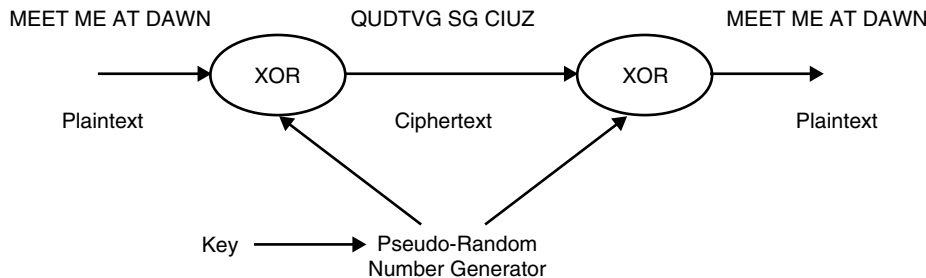 MEET ME AT DAWN
QUDTVG SG CIUZ
MEET ME AT DAWN
XOR
XOR
Plaintext
Ciphertext
Plaintext
Key
Pseudo-Random
Number Generator